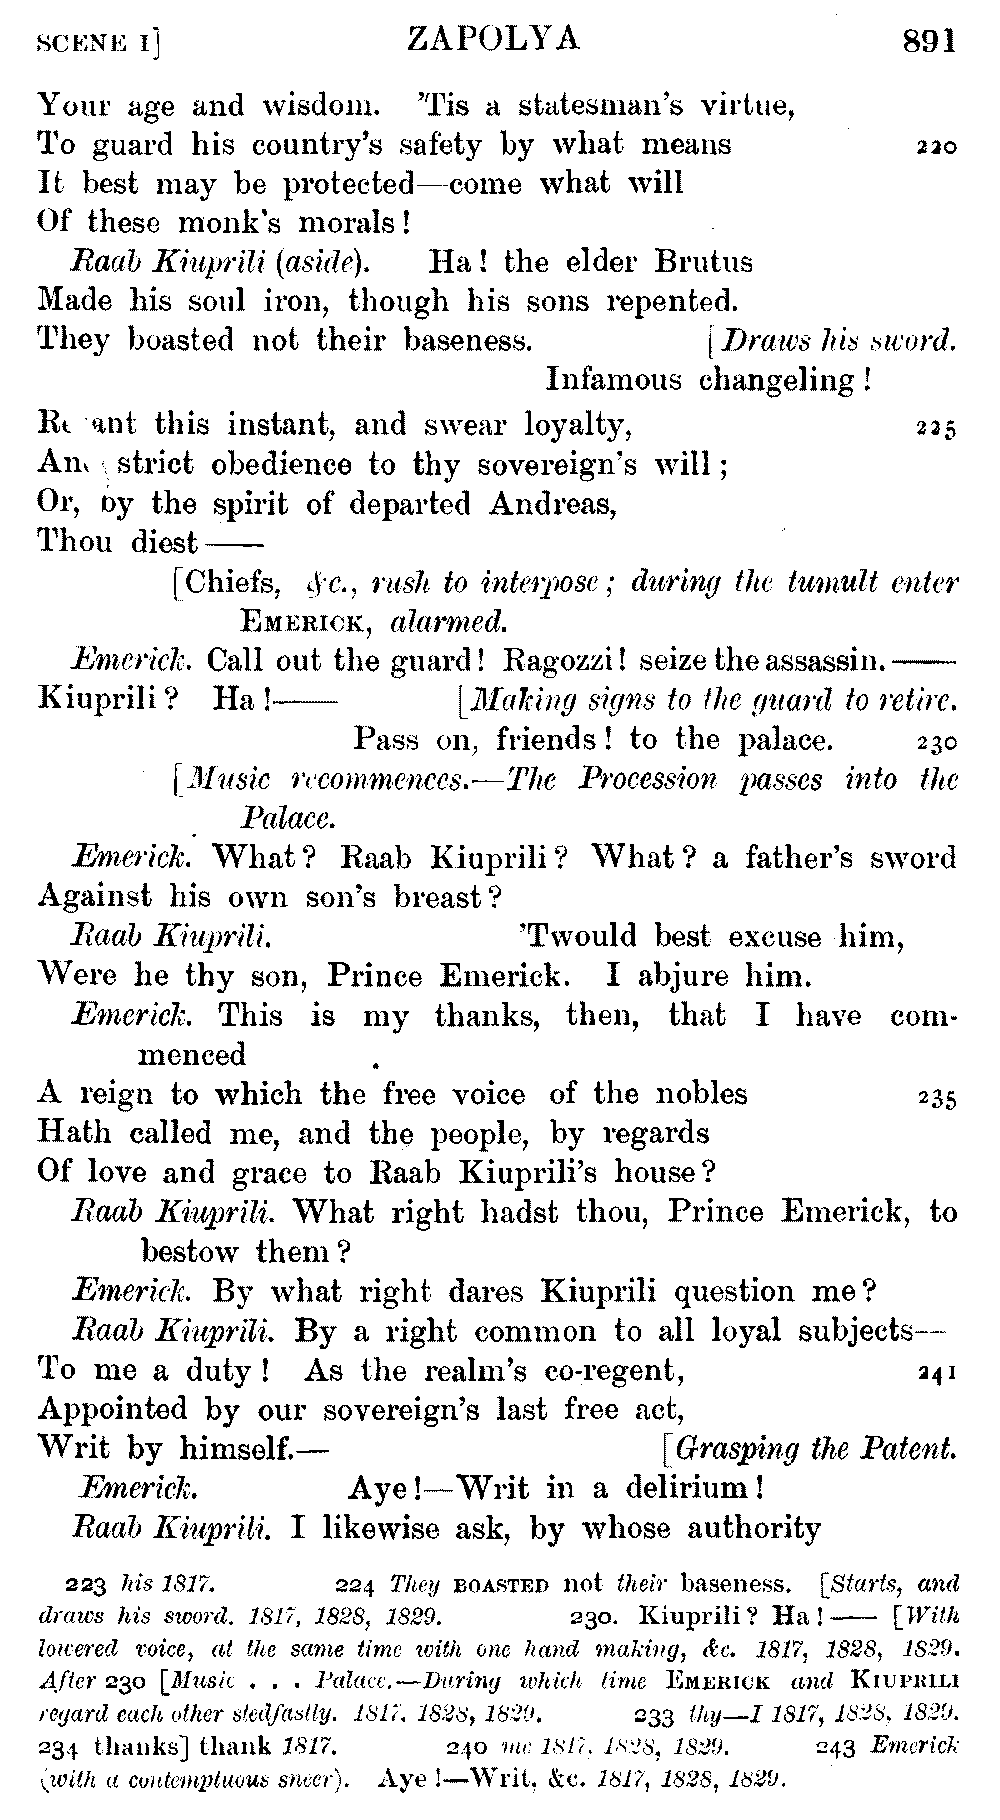 SCENE I] ZAPOLYA 891
Your age and wisdom. 'Tis a statesman's virtue,
To guard his country's safety by what means 220
It best may be protected—come what will
Of these monk's morals!
Raab Kiuprili (aside). Ha! the elder Brutus
Made his soul iron, though his sons repented.
They boasted not their baseness. [Draws his sword.
Infamous changeling!
this instant, and swear loyalty, 225
strict obedience to thy sovereign's will;
Or, by the spirit of departed Andreas,
Thou diest——
[Chiefs, &c., rush to interpose; during the tumult enter
EMERICK, alarmed.
Emerick. Call out the guard! Ragozzi! seize the assassin.——
Kiuprili? Ha!—— [Making signs to the guard to retire.
Pass on, friends! to the palace. 230
[Music recommences.—The Procession passes into the
Palace.
Emerick. What? Raab Kiuprili? What? a father's sword
Against his own son's breast?
Raab Kiuprili. 'Twould best excuse him,
Were he thy son, Prince Emerick. I abjure him.
Emerick. This is my thanks, then, that I have com-
menced
A reign to which the free voice of the nobles 235
Hath called me, and the people, by regards
Of love and grace to Raab Kiuprili's house?
Raab Kiuprili. What right hadst thou, Prince Emerick, to
bestow them?
Emerick. By what right dares Kiuprili question me?
Raab Kiuprili. By a right common to all loyal subjects—
To me a duty! As the realm's co-regent, 241
Appointed by our sovereign's last free act,
Writ by himself.— [Grasping the Patent.
Emerick. Aye!—Writ in a delirium!
Raab Kiuprili. I likewise ask, by whose authority
223 his 1817. 224 They BOASTED not their baseness. [Starts, and
draws his sword. 1817, 1828, 1829. 230. Kiuprili? Ha!—— [With
lowered voice, at the same time with one hand making, &c. 1817, 1828, 1829.
After 230 [Music . . . Palace.—During which time EMERICK and KIUPRILI
regard each other stedfastly. 1817, 1828, 1829. 233 thy—I 1817, 1828, 1829.
234 thanks] thank 1817. 240 me 1817, 1828, 1829. 243 Emerick
(with a contemptuous sneer). Aye!—Writ, &c. 1817, 1828, 1829.